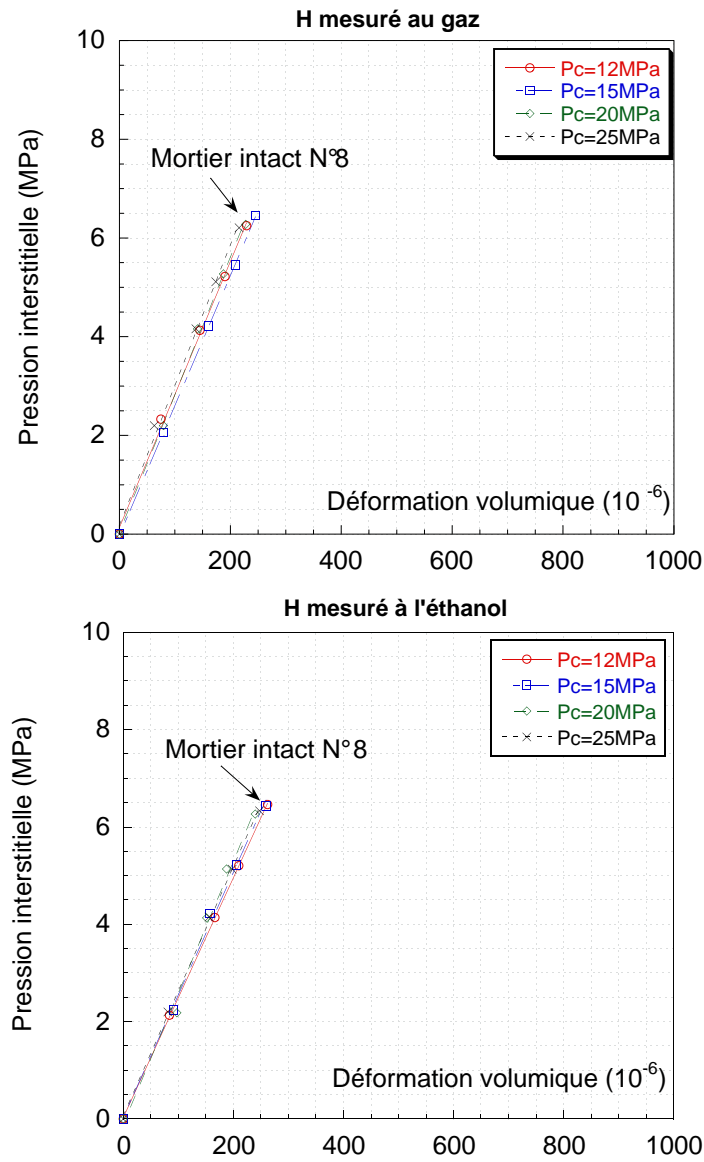 H mesuré au gaz
10
8
6
4
2
0
Pression interstitielle (MPa)
Pc=12MPa
Pc=15MPa
Pc=20MPa
Pc=25MPa
Mortier intact N°8
Déformation volumique (10 -6)
0 200 400 600 800 1000
H mesuré à l'éthanol
10
8
6
4
2
0
Pression interstitielle (MPa)
Pc=12MPa
Pc=15MPa
Pc=20MPa
Pc=25MPa
Mortier intact N° 8
Déformation volumique (10-6)
0 200 400 600 800 1000